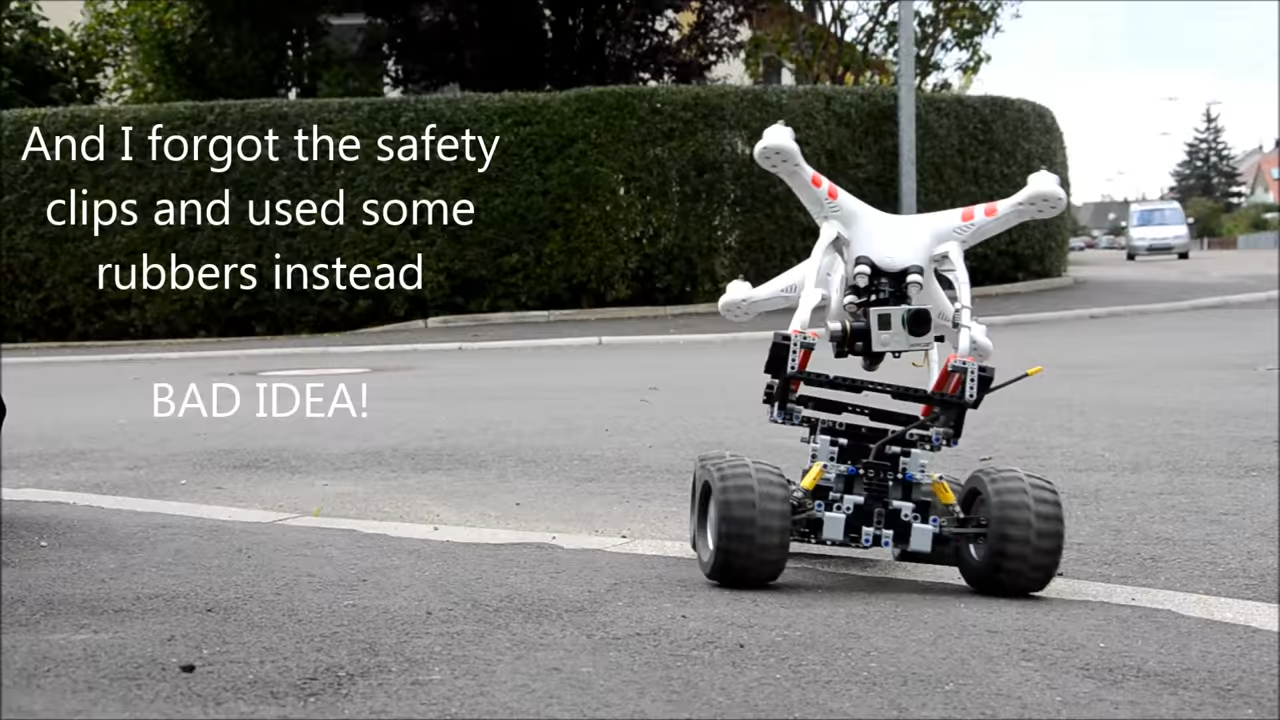 And I forgot the safety
clips and used some
rubbers instead
BAD IDEA!